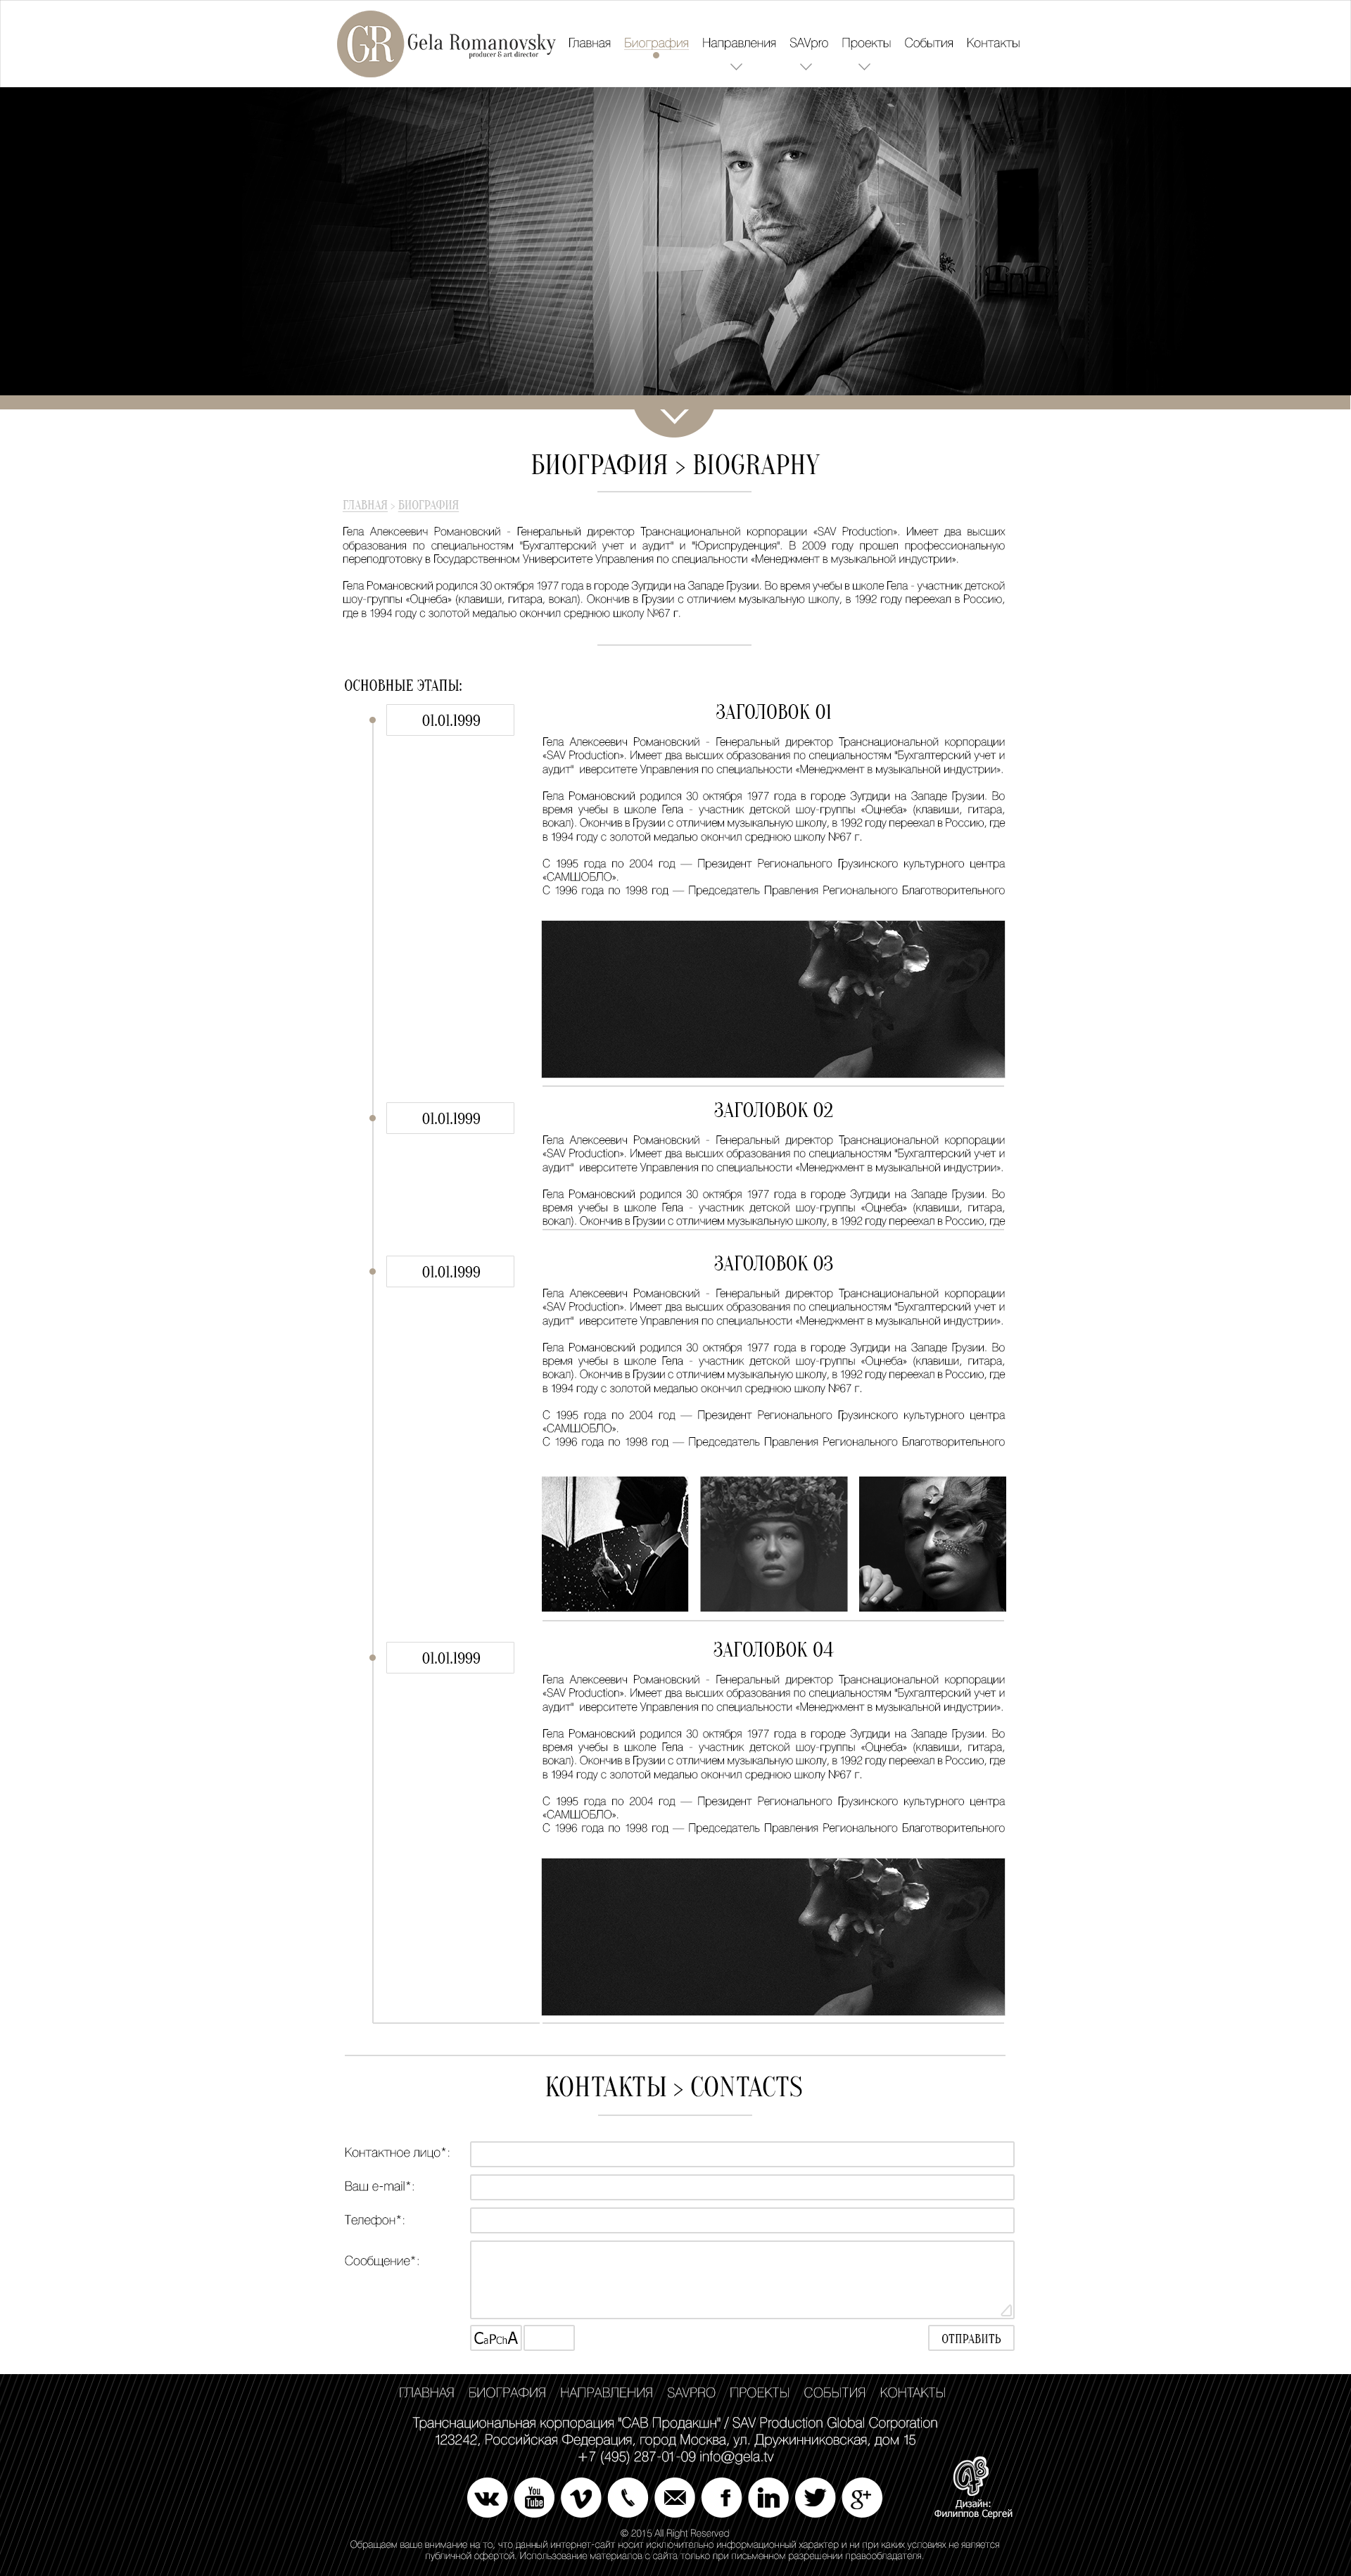 GR
Gela Romanovsky
producer & art director
Главная Биография Направления SAVpro Проекты События Контакты
БИОГРАФИЯ > BIOGRAPHY
ГЛАВНАЯ > БИОГРАФИЯ
Гела Алексеевич Романовский - Генеральный директор Транснациональной корпорации «SAV Production». Имеет два высших
образования по специальностям "Бухгалтерский учет и аудит" и "Юриспруденция". В 2009 году прошел профессиональную
переподготовку в Государственном Университете Управления по специальности «Менеджмент в музыкальной индустрии».
Гела Романовский родился 30 октября 1977 года в городе Зугдиди на Западе Грузии. Во время учебы в школе Гела - участник детской
шоу-группы «Оцнеба» (клавиши, гитара, вокал). Окончив в Грузии с отличием музыкальную школу, в 1992 году переехал в Россию,
где в 1994 году с золотой медалью окончил среднюю школу №67 г.
ОСНОВНЫЕ ЭТАПЫ:
01.01.1999
ЗАГОЛОВОК 01
Гела Алексеевич Романовский - Генеральный директор Транснациональной корпорации
«SAV Production». Имеет два высших образования по специальностям "Бухгалтерский учет и
аудит" иверситете Управления по специальности «Менеджмент в музыкальной индустрии».
Гела Романовский родился 30 октября 1977 года в городе Зугдиди на Западе Грузии. Во
время учебы в школе Гела - участник детской шоу-группы «Оцнеба» (клавиши, гитара,
вокал). Окончив в Грузии с отличием музыкальную школу, в 1992 году переехал в Россию, где
в 1994 году с золотой медалью окончил среднюю школу №67 г.
С 1995 года по 2004 год — Президент Регионального Грузинского культурного центра
«САМШОБЛО».
С 1996 года по 1998 год — Председатель Правления Регионального Благотворительного
01.01.1999
ЗАГОЛОВОК 02
Гела Алексеевич Романовский - Генеральный директор Транснациональной корпорации
«SAV Production». Имеет два высших образования по специальностям "Бухгалтерский учет и
аудит" иверситете Управления по специальности «Менеджмент в музыкальной индустрии».
Гела Романовский родился 30 октября 1977 года в городе Зугдиди на Западе Грузии. Во
время учебы в школе Гела - участник детской шоу-группы «Оцнеба» (клавиши, гитара,
вокал). Окончив в Грузии с отличием музыкальную школу, в 1992 году переехал в Россию, где
01.01.1999
ЗАГОЛОВОК 03
Гела Алексеевич Романовский - Генеральный директор Транснациональной корпорации
«SAV Production». Имеет два высших образования по специальностям "Бухгалтерский учет и
аудит" иверситете Управления по специальности «Менеджмент в музыкальной индустрии».
Гела Романовский родился 30 октября 1977 года в городе Зугдиди на Западе Грузии. Во
время учебы в школе Гела - участник детской шоу-группы «Оцнеба» (клавиши, гитара,
вокал). Окончив в Грузии с отличием музыкальную школу, в 1992 году переехал в Россию, где
в 1994 году с золотой медалью окончил среднюю школу №67 г.
С 1995 года по 2004 год — Президент Регионального Грузинского культурного центра
«САМШОБЛО».
С 1996 года по 1998 год — Председатель Правления Регионального Благотворительного
01.01.1999
ЗАГОЛОВОК 04
Гела Алексеевич Романовский - Генеральный директор Транснациональной корпорации
«SAV Production». Имеет два высших образования по специальностям "Бухгалтерский учет и
аудит" иверситете Управления по специальности «Менеджмент в музыкальной индустрии».
Гела Романовский родился 30 октября 1977 года в городе Зугдиди на Западе Грузии. Во
время учебы в школе Гела - участник детской шоу-группы «Оцнеба» (клавиши, гитара,
вокал). Окончив в Грузии с отличием музыкальную школу, в 1992 году переехал в Россию, где
в 1994 году с золотой медалью окончил среднюю школу №67 г.
С 1995 года по 2004 год — Президент Регионального Грузинского культурного центра
«САМШОБЛО».
С 1996 года по 1998 год — Председатель Правления Регионального Благотворительного
КОНТАКТЫ > CONTACTS
Контактное лицо*:
Ваш e-mail*:
Телефон*:
Сообщение*:
CaPChA
ОТПРАВИТЬ
ГЛАВНАЯ БИОГРАФИЯ НАПРАВЛЕНИЯ SAVPRO ПРОЕКТЫ СОБЫТИЯ КОНТАКТЫ
Транснациональная корпорация "САВ Продакшн" / SAV Production Global Corporation
123242, Российская Федерация, город Москва, ул. Дружинниковская, дом 15
+7 (495) 287-01-09 info@gela.tv
You Tube
in
g+
Дизайн:
Филиппов Сергей
© 2015 All Right Reserved
Обращаем ваше внимание на то, что данный интернет-сайт носит исключительно информационный характер и ни при каких условиях не является
публичной офертой. Использование материалов с сайта только при письменном разрешении правообладателя.